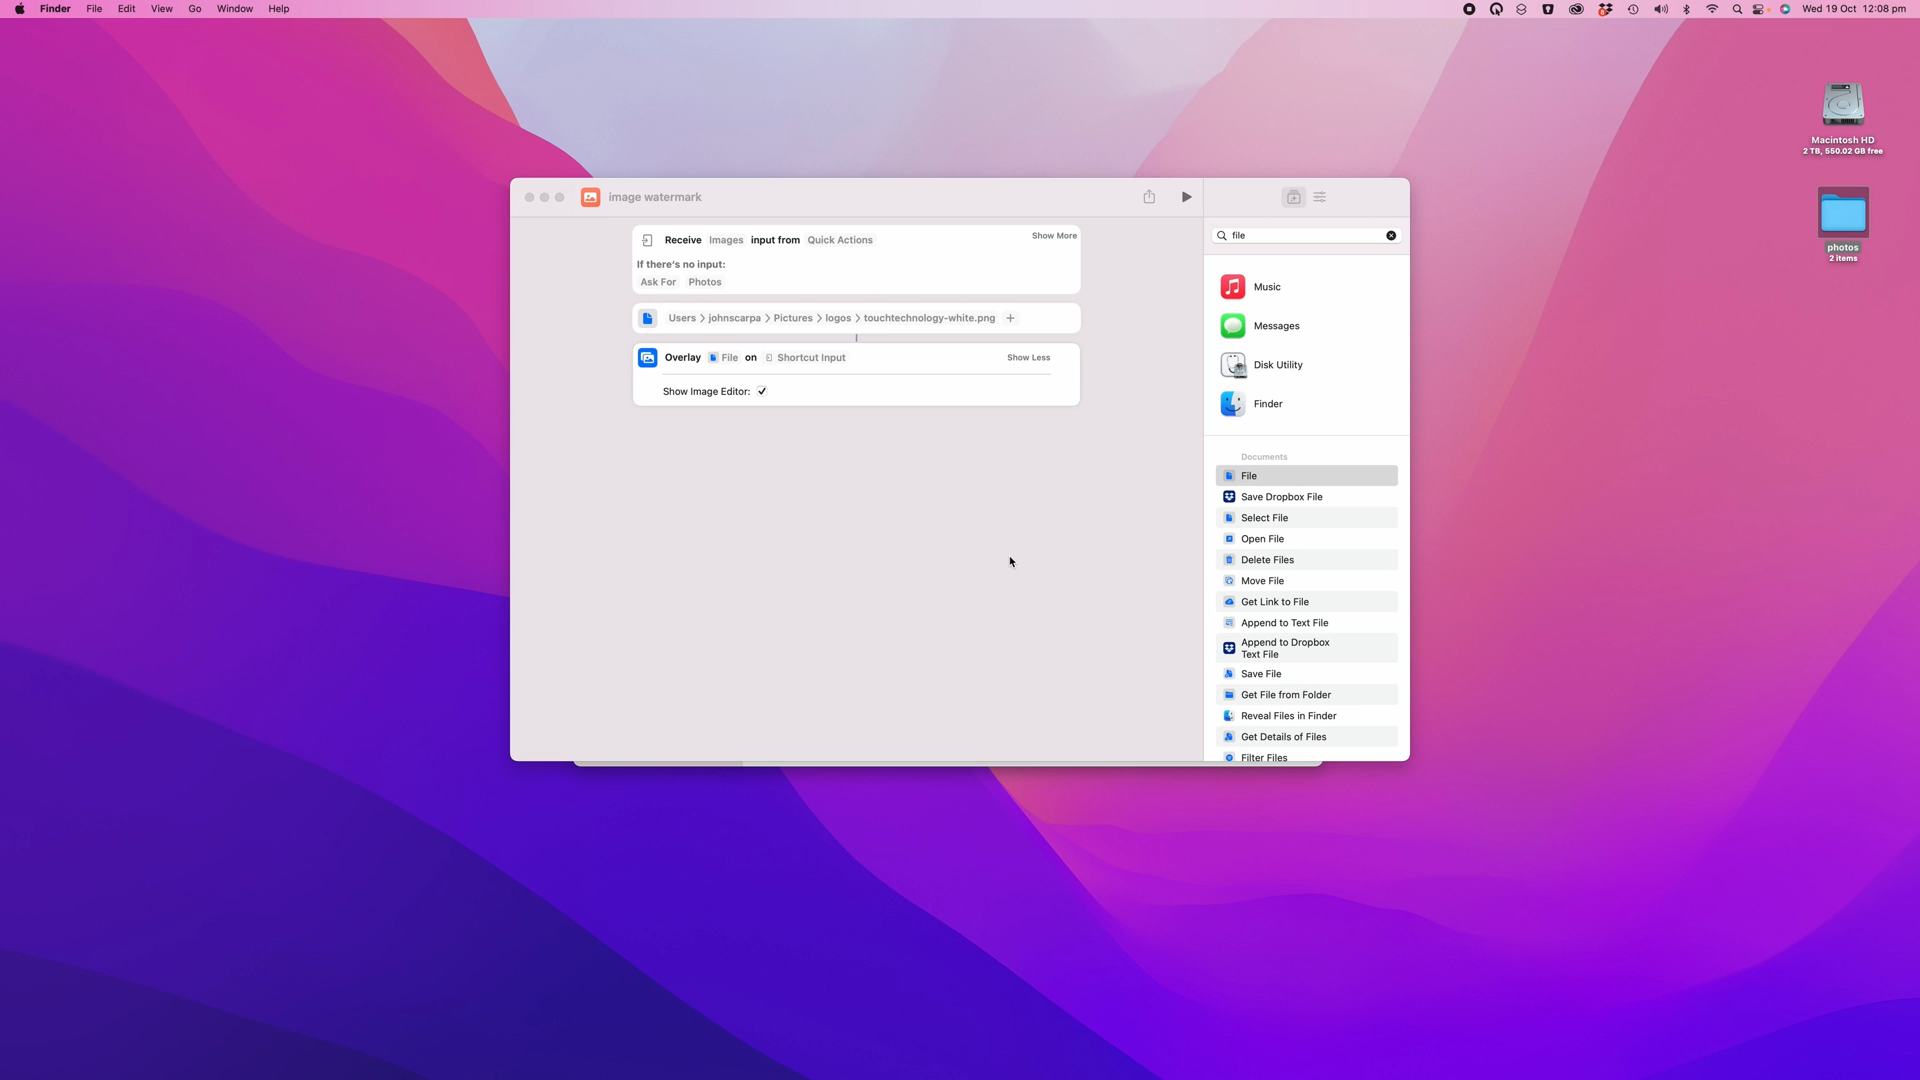 Finder File Edit View Go Window Help Wed 19 Oct 12:08 pm
Macintosh HD
2 TB, 550.02 GB free
photos
2 items
image watermark
Receive Images input from Quick Actions Show More
If there's no input:
Ask For Photos
Users > johnscarpa > Pictures > logos > touchtechnology-white.png +
Overlay File on Shortcut Input Show Less
Show Image Editor:
file
Music
Messages
Disk Utility
Finder
Documents
File
Save Dropbox File
Select File
Open File
Delete Files
Move File
Get Link to File
Append to Text File
Append to Dropbox
Text File
Save File
Get File from Folder
Reveal Files in Finder
Get Details of Files
Filter Files